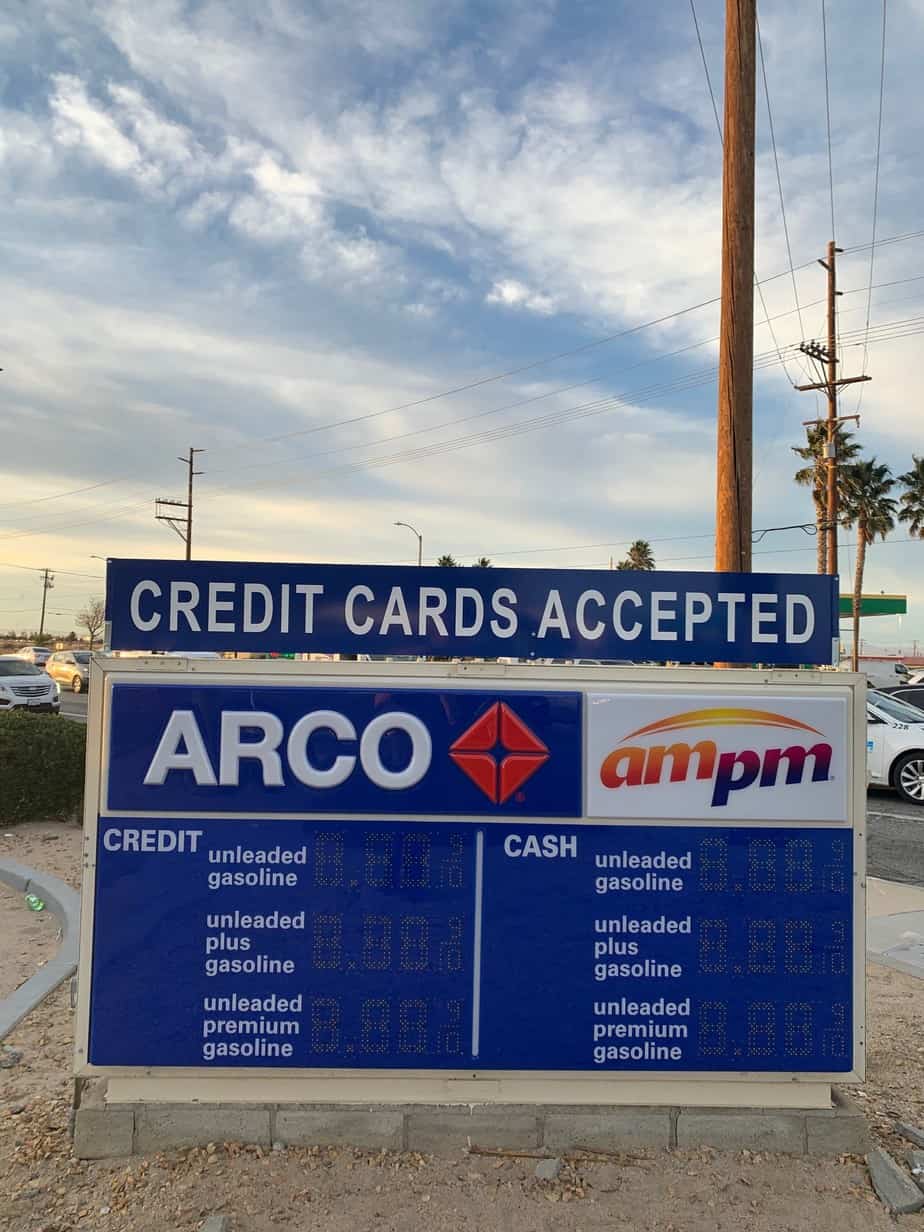 CREDIT CARDS ACCEPTED
ARCO
ampm
CREDIT
unleaded
gasoline
unleaded
plus
gasoline
unleaded
premium
gasoline
CASH
unleaded
gasoline
unleaded
plus
gasoline
unleaded
premium
gasoline
228